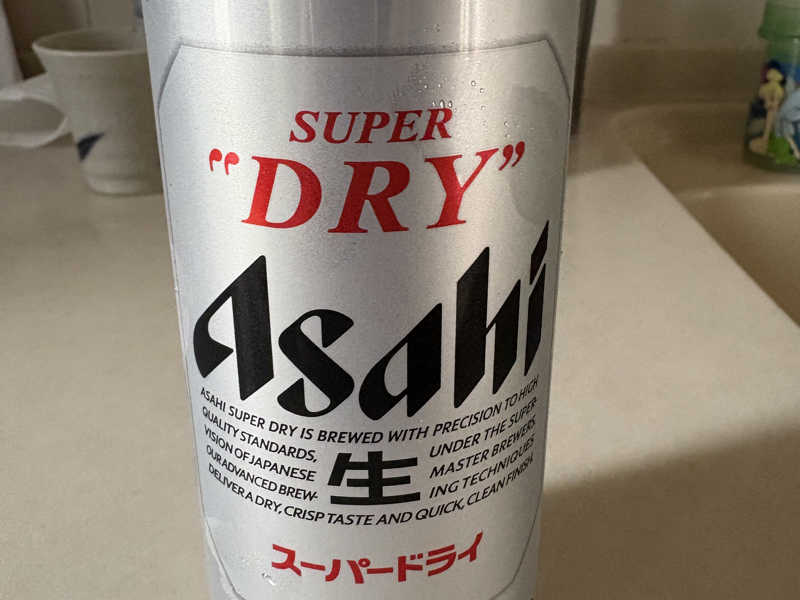 SUPER
“DRY”
Asahi
ASAHI SUPER DRY IS BREWED WITH PRECISION TO HIGH
QUALITY STANDARDS, UNDER THE SUPER-
VISION OF JAPANESE MASTER BREWERS.
OUR ADVANCED BREW- ING TECHNIQUES
DELIVER A DRY, CRISP TASTE AND QUICK, CLEAN FINISH.
生
スーパードライ